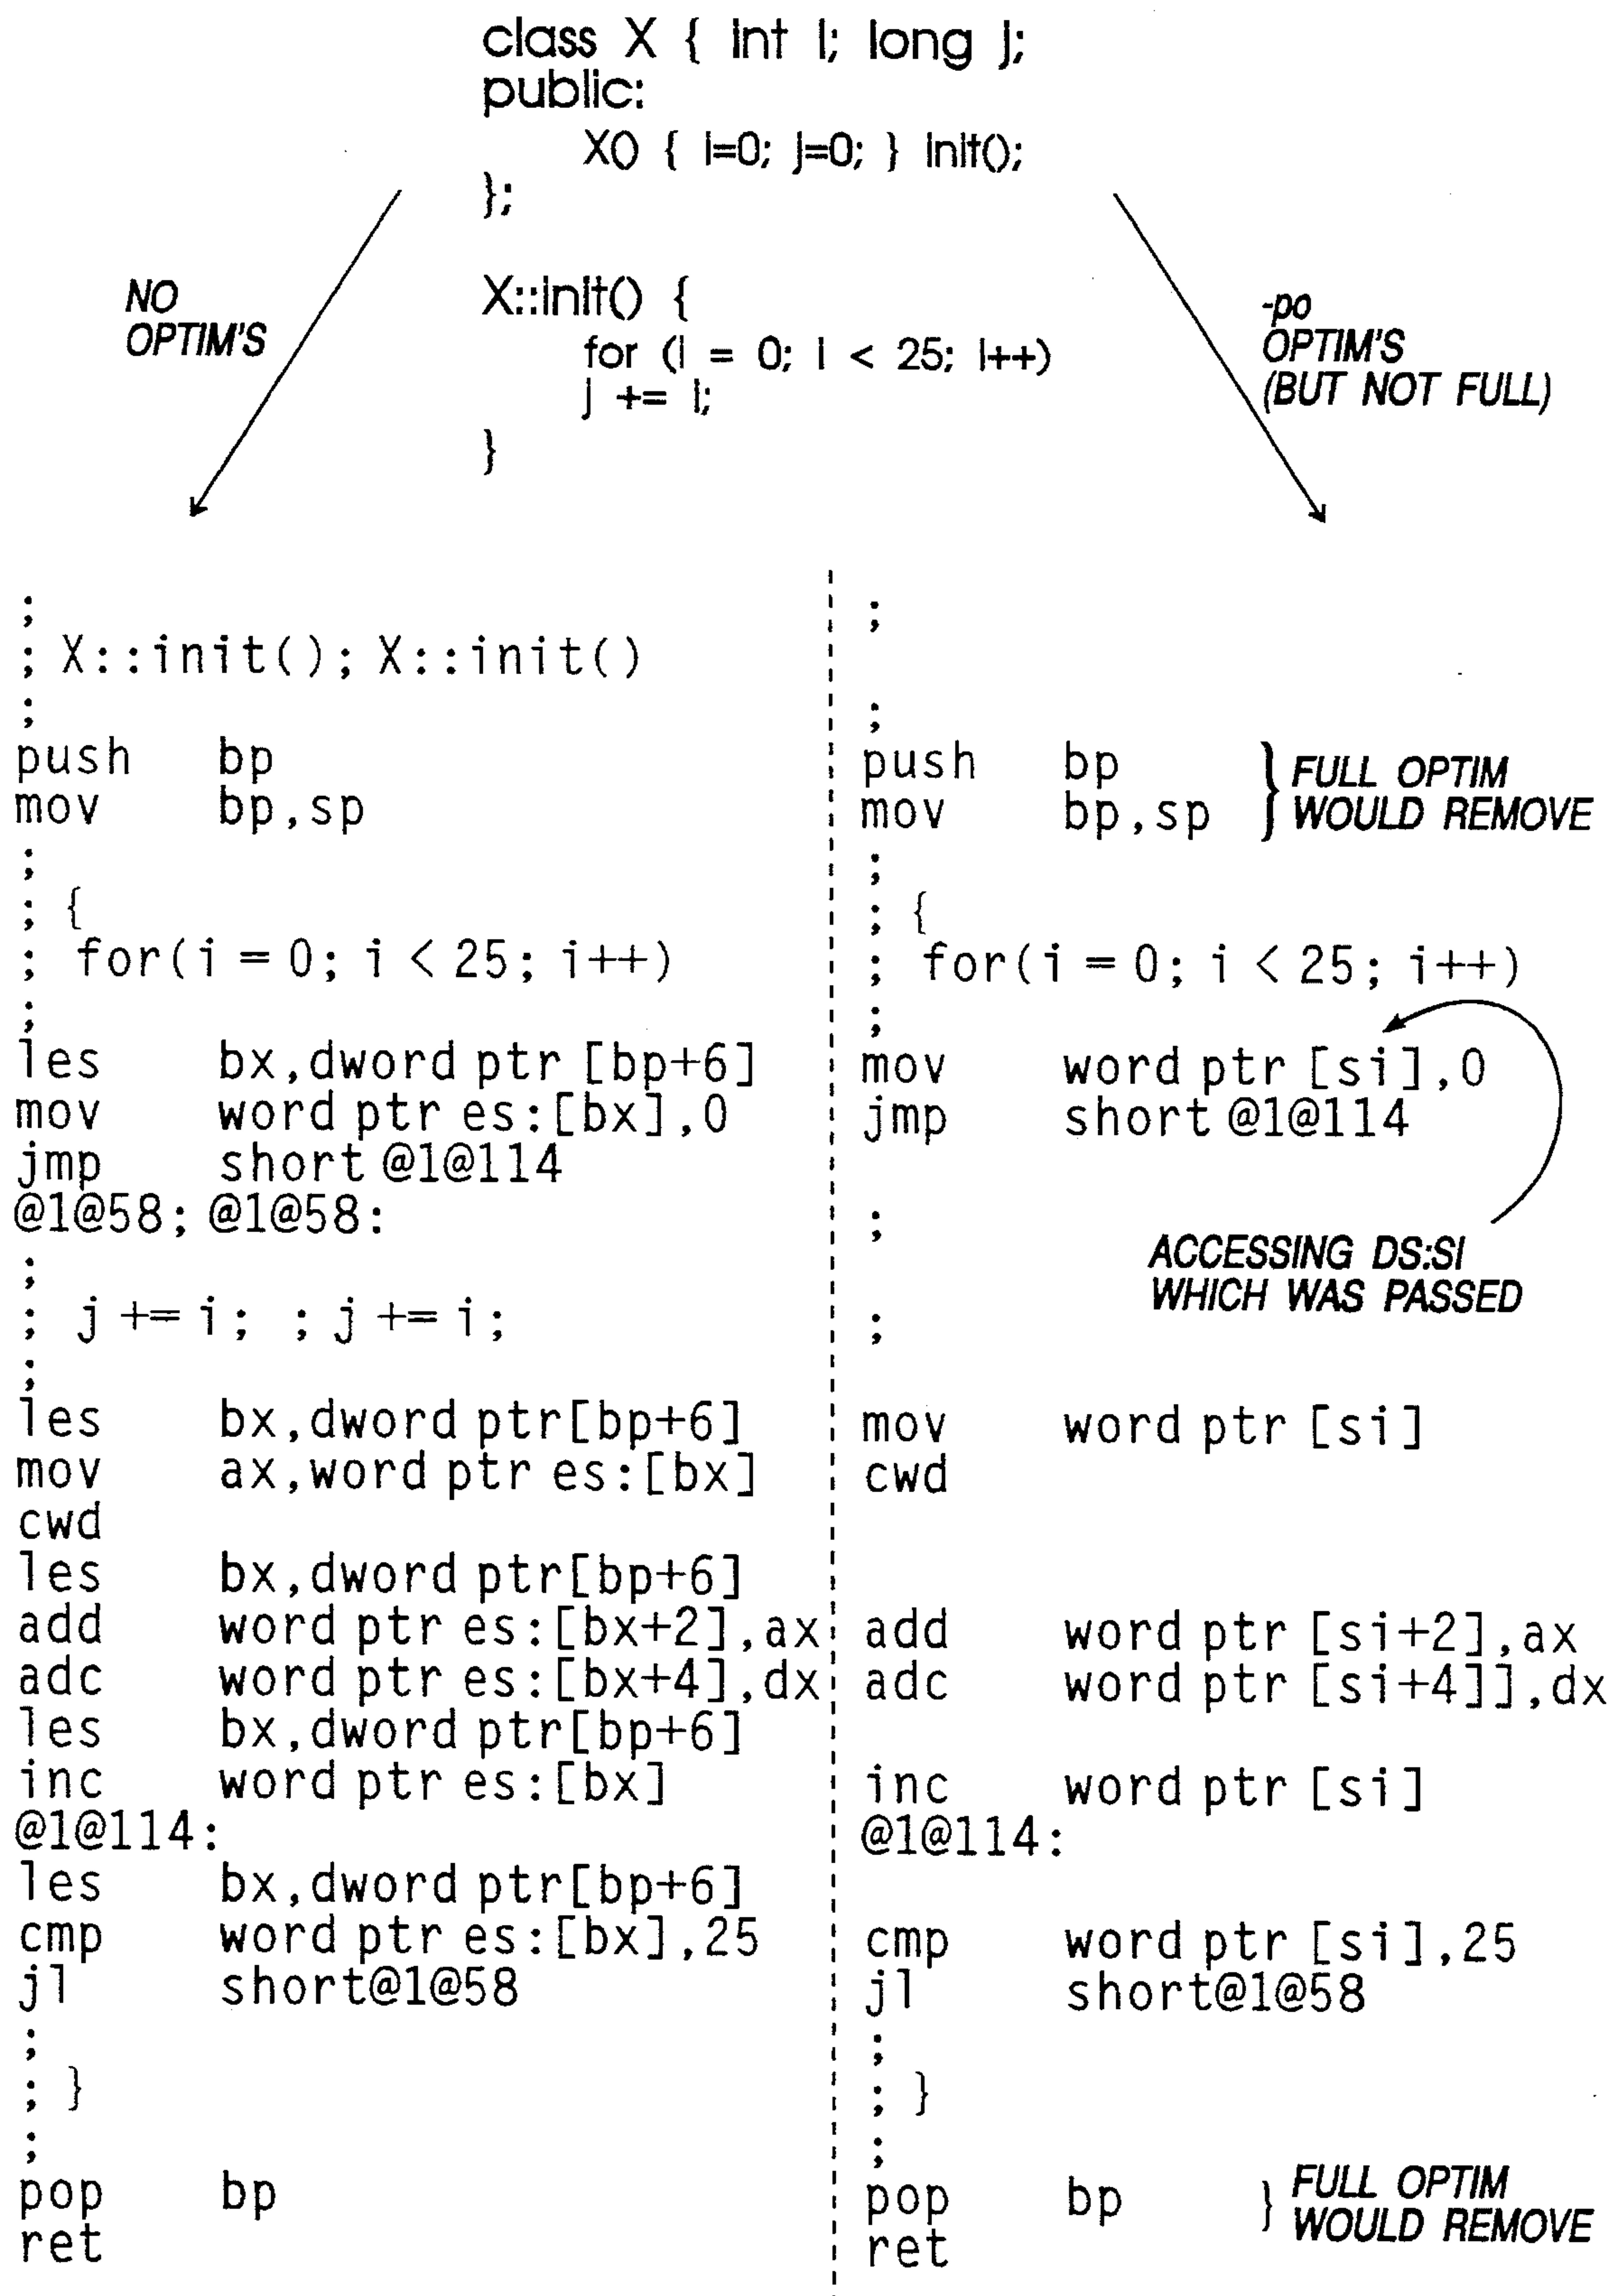 class X { int i; long j;
public:
X() { i=0; j=0; } init();
};
NO
OPTIM'S
X::init() {
for (i = 0; i < 25; i++)
j += i;
}
-po
OPTIM'S
(BUT NOT FULL)
;
; X::init(); X::init()
;
push bp
mov bp,sp
;
; {
; for(i = 0; i < 25; i++)
;
les bx,dword ptr [bp+6]
mov word ptr es:[bx],0
jmp short @1@114
@1@58; @1@58:
;
; j += i; ; j += i;
;
les bx,dword ptr[bp+6]
mov ax,word ptr es:[bx]
cwd
les bx,dword ptr[bp+6]
add word ptr es:[bx+2],ax
adc word ptr es:[bx+4],dx
les bx,dword ptr[bp+6]
inc word ptr es:[bx]
@1@114:
les bx,dword ptr[bp+6]
cmp word ptr es:[bx],25
jl short@1@58
;
; }
;
pop bp
ret
;
;
push bp
mov bp,sp
} FULL OPTIM
WOULD REMOVE
;
; {
; for(i = 0; i < 25; i++)
;
mov word ptr [si],0
jmp short @1@114
;
ACCESSING DS:SI
WHICH WAS PASSED
;
mov word ptr [si]
cwd
add word ptr [si+2],ax
adc word ptr [si+4]],dx
inc word ptr [si]
@1@114:
cmp word ptr [si],25
jl short@1@58
;
; }
;
pop bp
ret
} FULL OPTIM
WOULD REMOVE